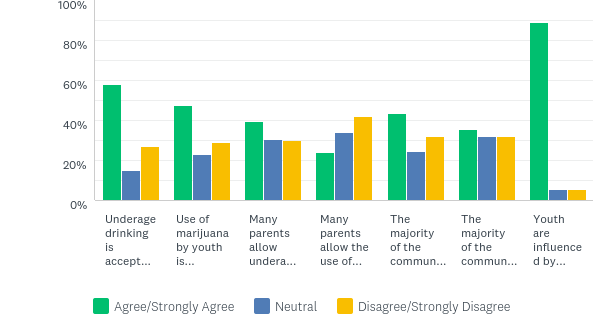 100%
80%
60%
40%
20%
0%
Underage
drinking
is
accept...
Use of
marijuana
by youth
is...
Many
parents
allow
undera...
Many
parents
allow the
use of...
The
majority
of the
commun...
The
majority
of the
commun...
Youth
are
influence
d by...
Agree/Strongly Agree
Neutral
Disagree/Strongly Disagree